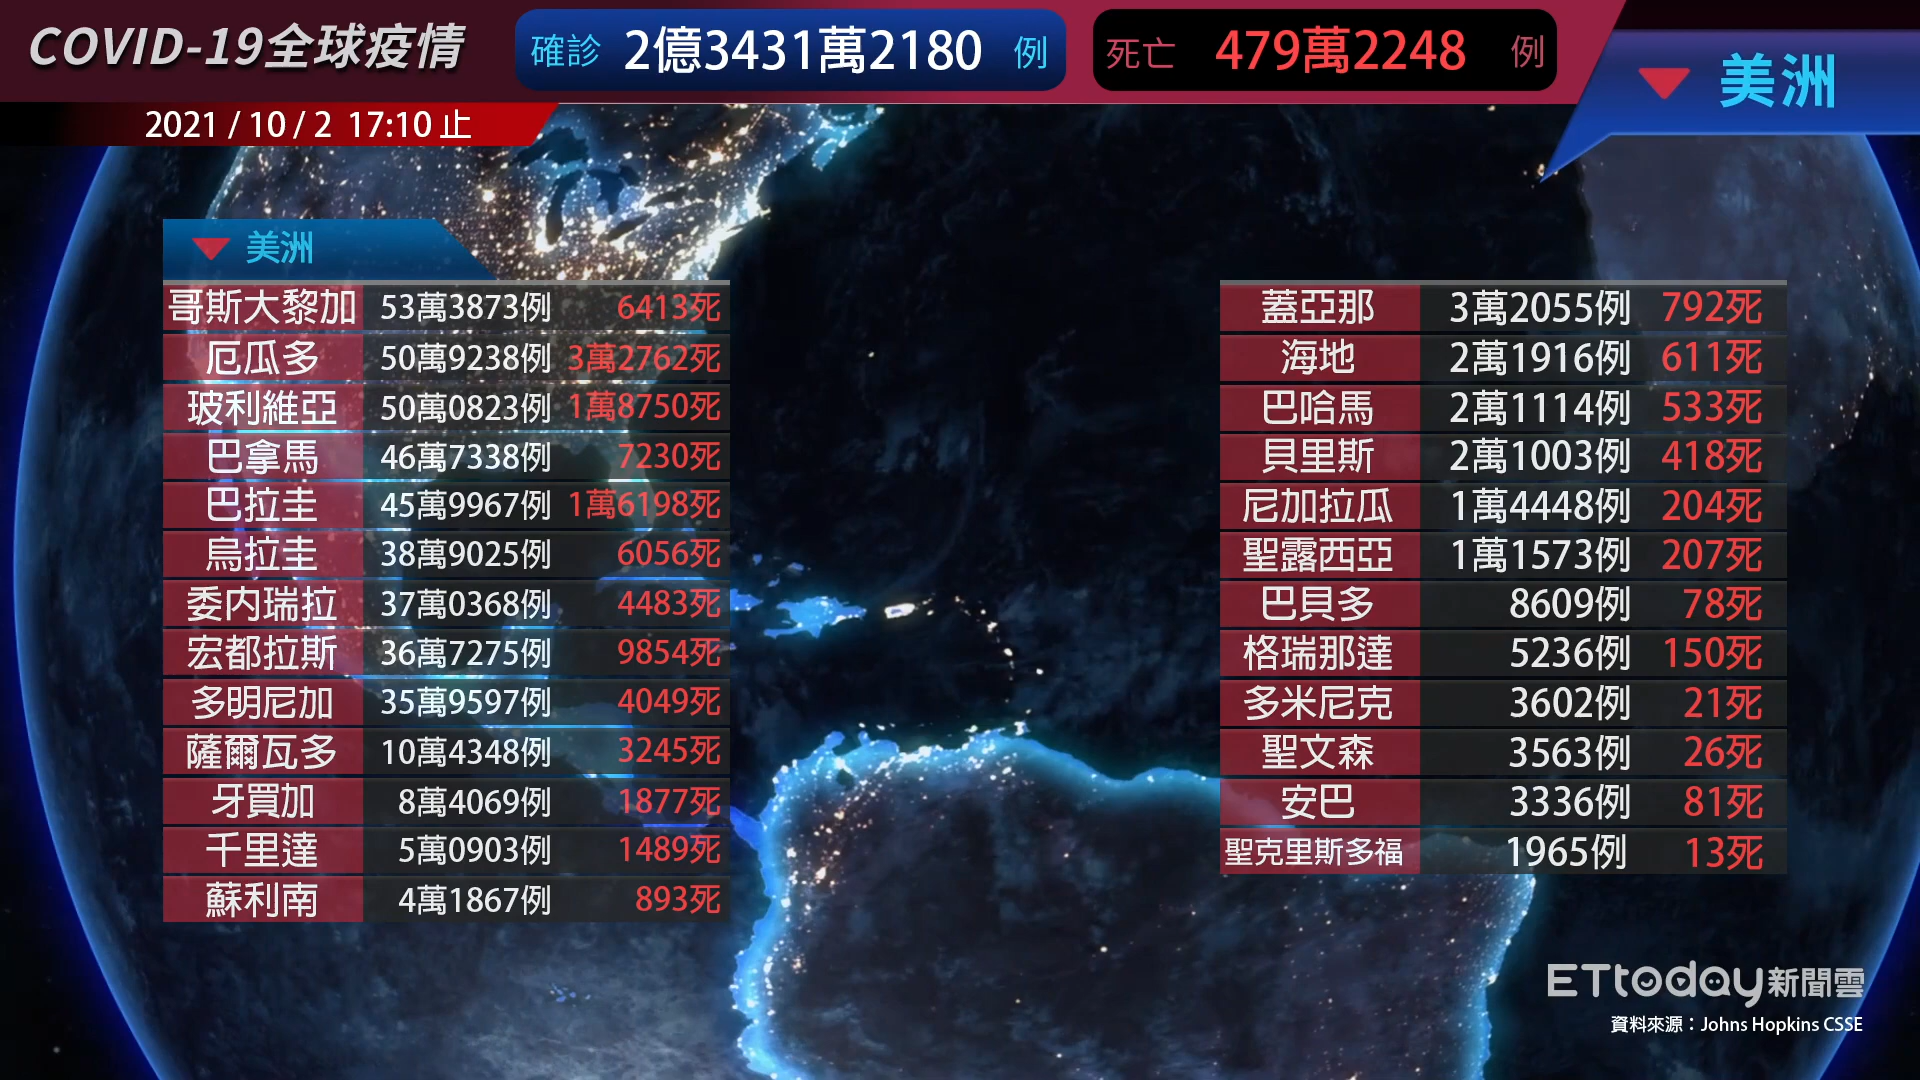 COVID-19全球疫情
確診 2億3431萬2180 例
死亡 479萬2248 例
美洲
2021 / 10 / 2 17:10 止
美洲
哥斯大黎加 53萬3873例 6413死
厄瓜多 50萬9238例 3萬2762死
玻利維亞 50萬0823例 1萬8750死
巴拿馬 46萬7338例 7230死
巴拉圭 45萬9967例 1萬6198死
烏拉圭 38萬9025例 6056死
委內瑞拉 37萬0368例 4483死
宏都拉斯 36萬7275例 9854死
多明尼加 35萬9597例 4049死
薩爾瓦多 10萬4348例 3245死
牙買加 8萬4069例 1877死
千里達 5萬0903例 1489死
蘇利南 4萬1867例 893死
蓋亞那 3萬2055例 792死
海地 2萬1916例 611死
巴哈馬 2萬1114例 533死
貝里斯 2萬1003例 418死
尼加拉瓜 1萬4448例 204死
聖露西亞 1萬1573例 207死
巴貝多 8609例 78死
格瑞那達 5236例 150死
多米尼克 3602例 21死
聖文森 3563例 26死
安巴 3336例 81死
聖克里斯多福 1965例 13死
ETtoday新聞雲
資料來源：Johns Hopkins CSSE